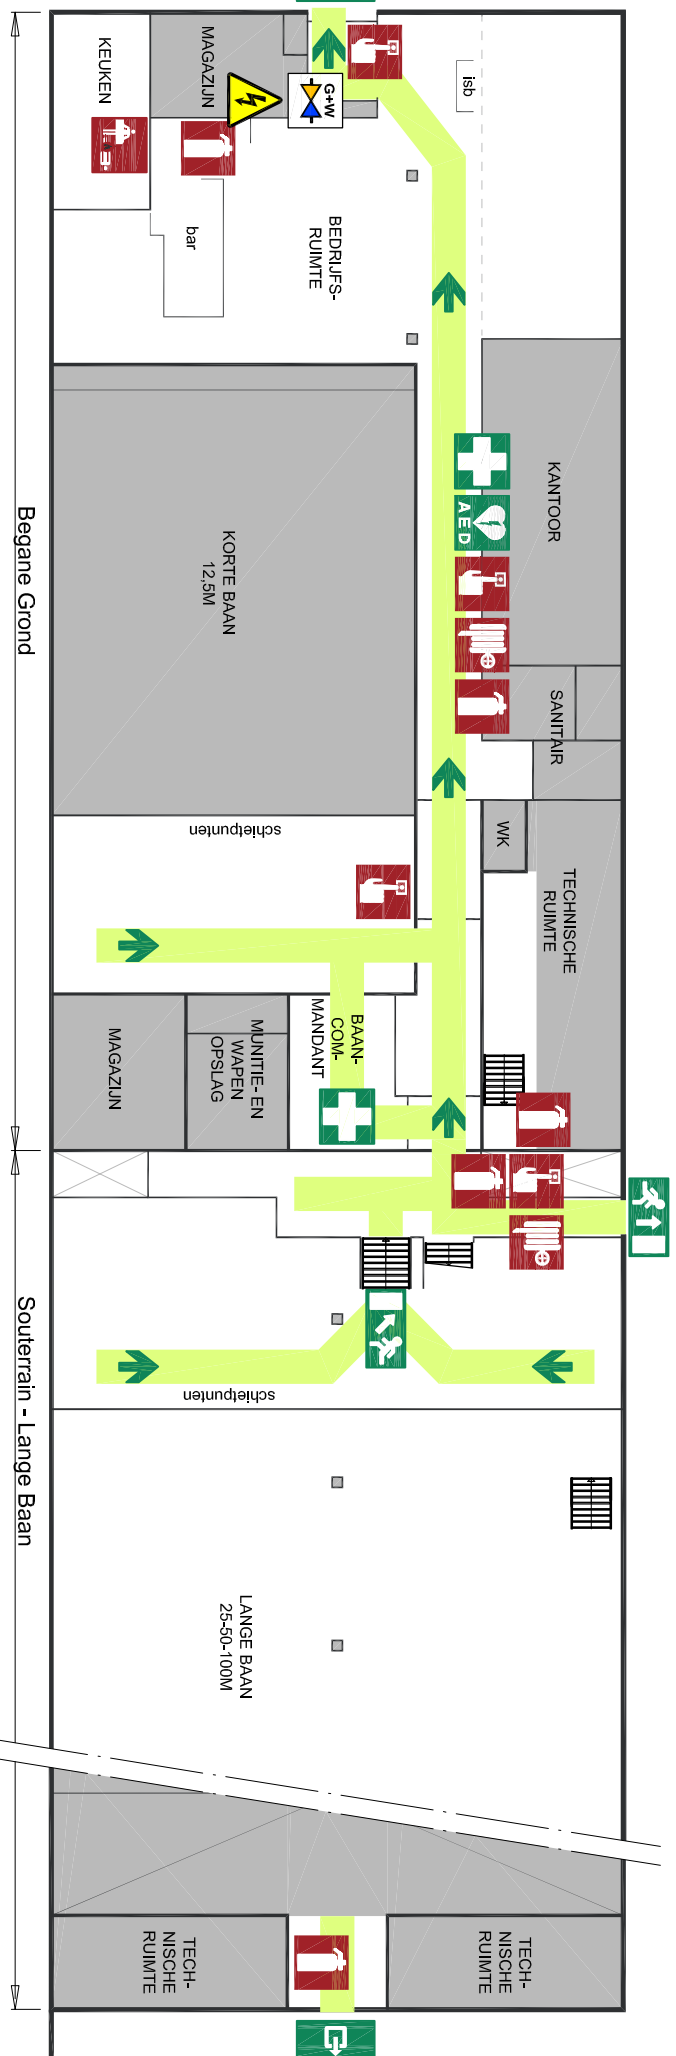 KEUKEN
MAGAZIJN
G+W
isb
bar
BEDRIJFS-
RUIMTE
KANTOOR
AED
KORTE BAAN
12,5M
SANITAIR
schietpunten
WK
TECHNISCHE
RUIMTE
MAGAZIJN
MUNITIE- EN
WAPEN
OPSLAG
BAAN-
COM-
MANDANT
Begane Grond
schietpunten
LANGE BAAN
25-50-100M
Souterrain - Lange Baan
TECH-
NISCHE
RUIMTE
TECH-
NISCHE
RUIMTE